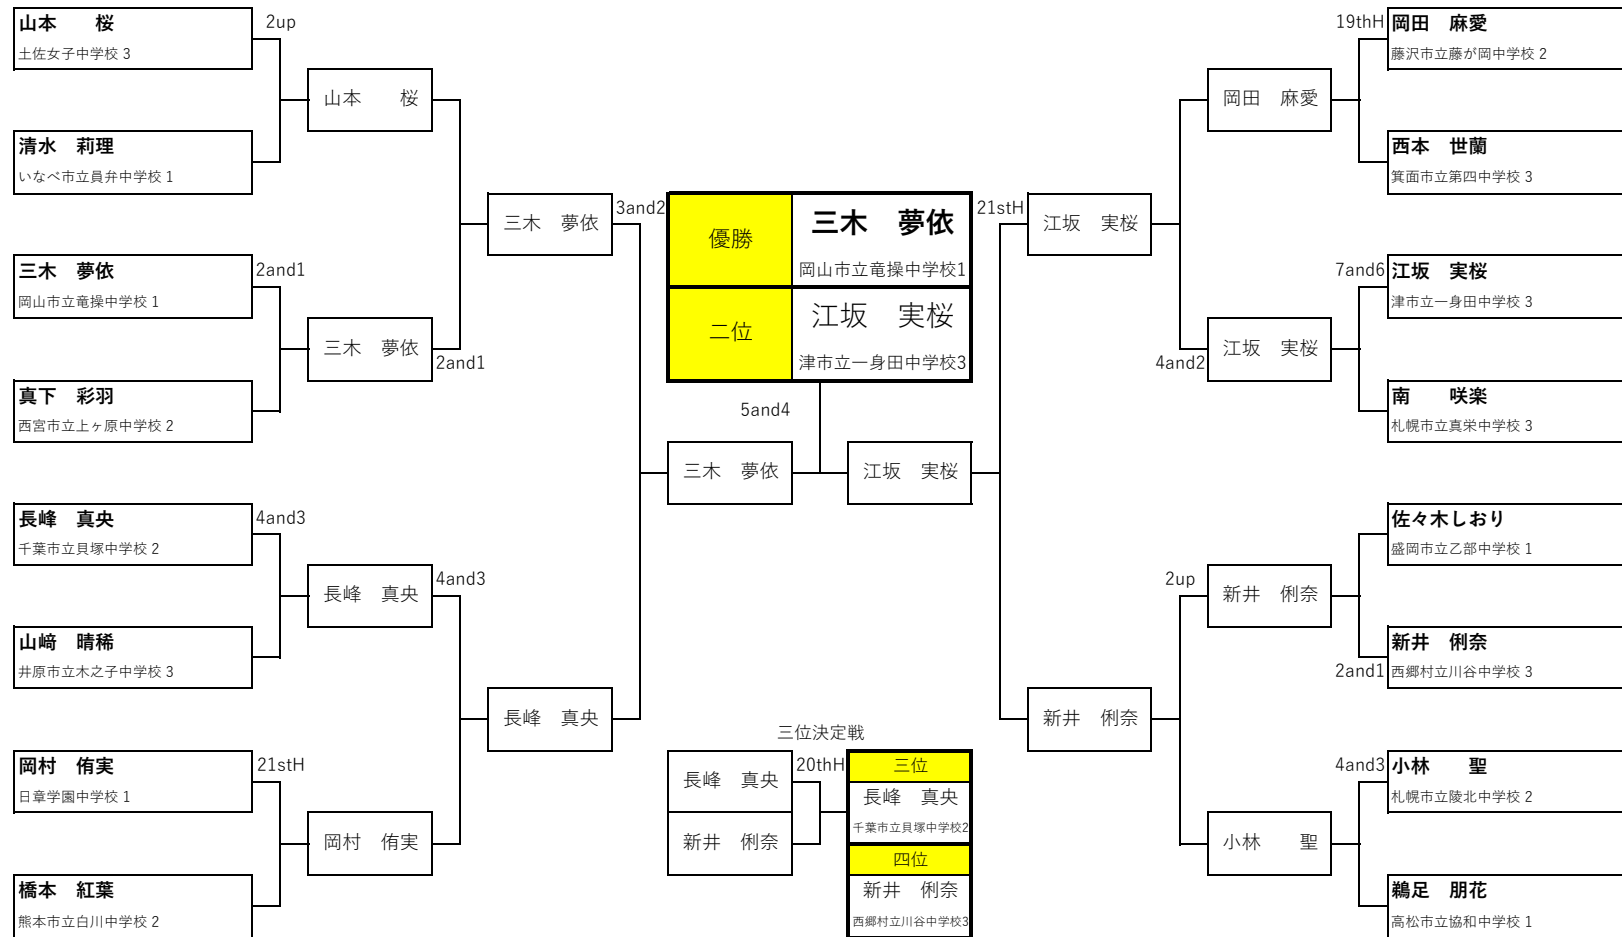 山本　　桜
2up
土佐女子中学校 3
山本　　桜
清水　莉理
いなべ市立員弁中学校 1
三木　夢依
3and2
三木　夢依
2and1
岡山市立竜操中学校 1
三木　夢依
2and1
真下　彩羽
西宮市立上ヶ原中学校 2
長峰　真央
4and3
千葉市立貝塚中学校 2
長峰　真央
4and3
山﨑　晴稀
井原市立木之子中学校 3
長峰　真央
岡村　侑実
21stH
日章学園中学校 1
岡村　侑実
橋本　紅葉
熊本市立白川中学校 2
優勝
三木　夢依
岡山市立竜操中学校1
二位
江坂　実桜
津市立一身田中学校3
5and4
三木　夢依
江坂　実桜
三位決定戦
長峰　真央
20thH
新井　俐奈
三位
長峰　真央
千葉市立貝塚中学校2
四位
新井　俐奈
西郷村立川谷中学校3
19thH
岡田　麻愛
藤沢市立藤が岡中学校 2
岡田　麻愛
西本　世蘭
箕面市立第四中学校 3
21stH
江坂　実桜
7and6
江坂　実桜
津市立一身田中学校 3
4and2
江坂　実桜
南　　咲楽
札幌市立真栄中学校 3
佐々木しおり
盛岡市立乙部中学校 1
2up
新井　俐奈
新井　俐奈
2and1
西郷村立川谷中学校 3
新井　俐奈
4and3
小林　　聖
札幌市立陵北中学校 2
小林　　聖
鵜足　朋花
高松市立協和中学校 1